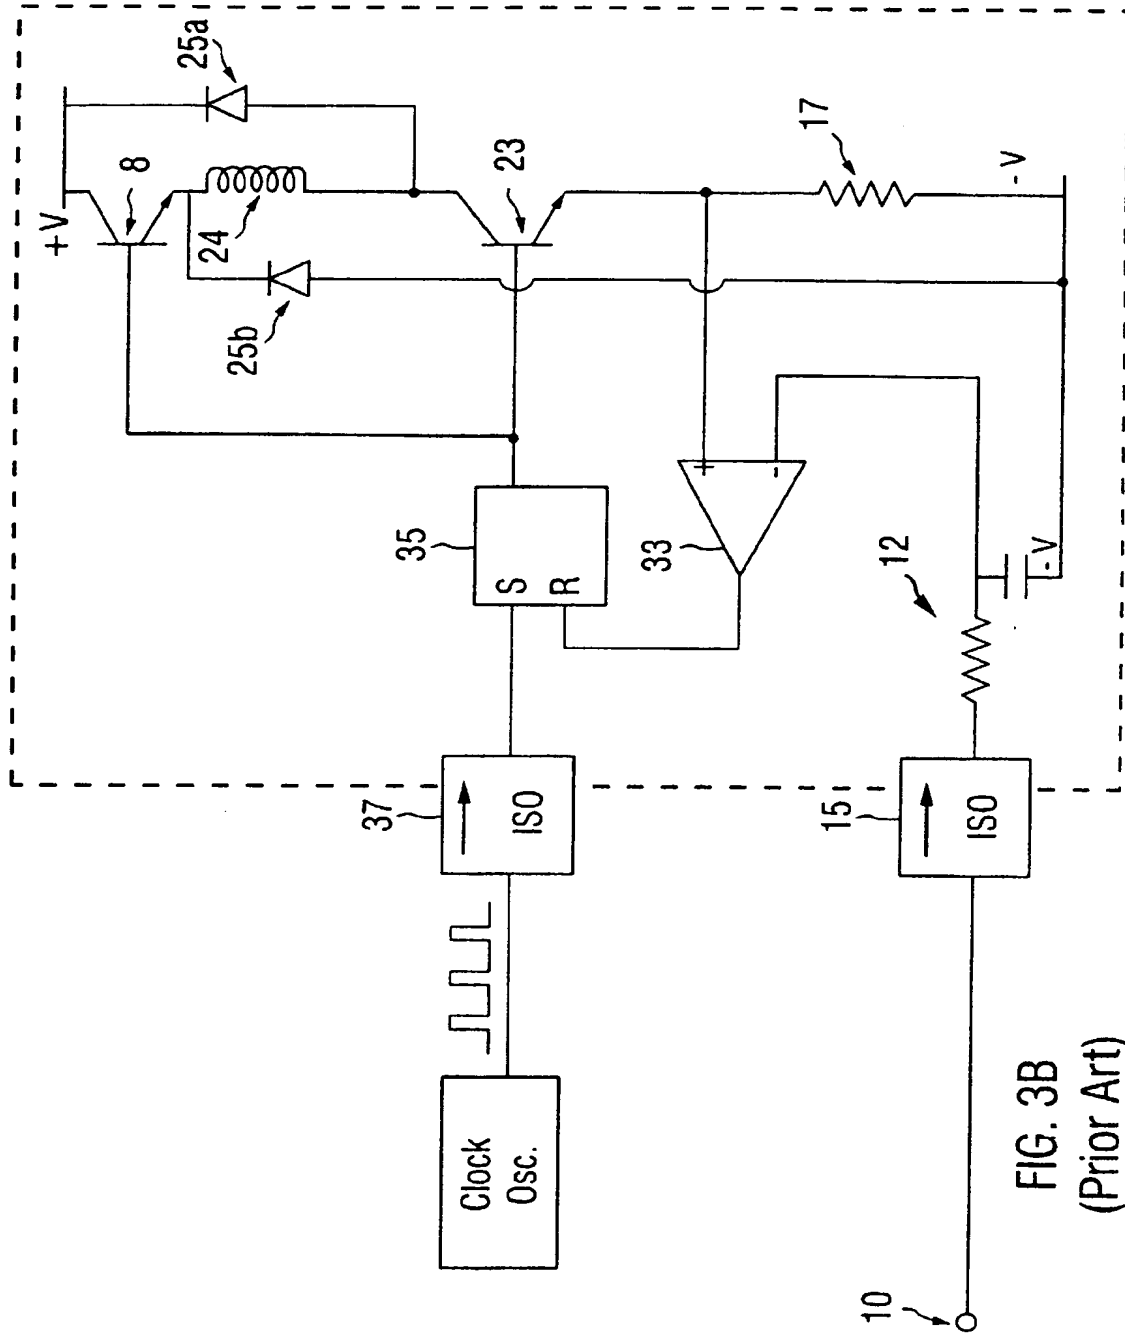 +V
8
25a
24
25b
23
17
-V
35
S
R
33
+
-
12
-V
37
ISO
15
ISO
Clock
Osc.
10
FIG. 3B
(Prior Art)